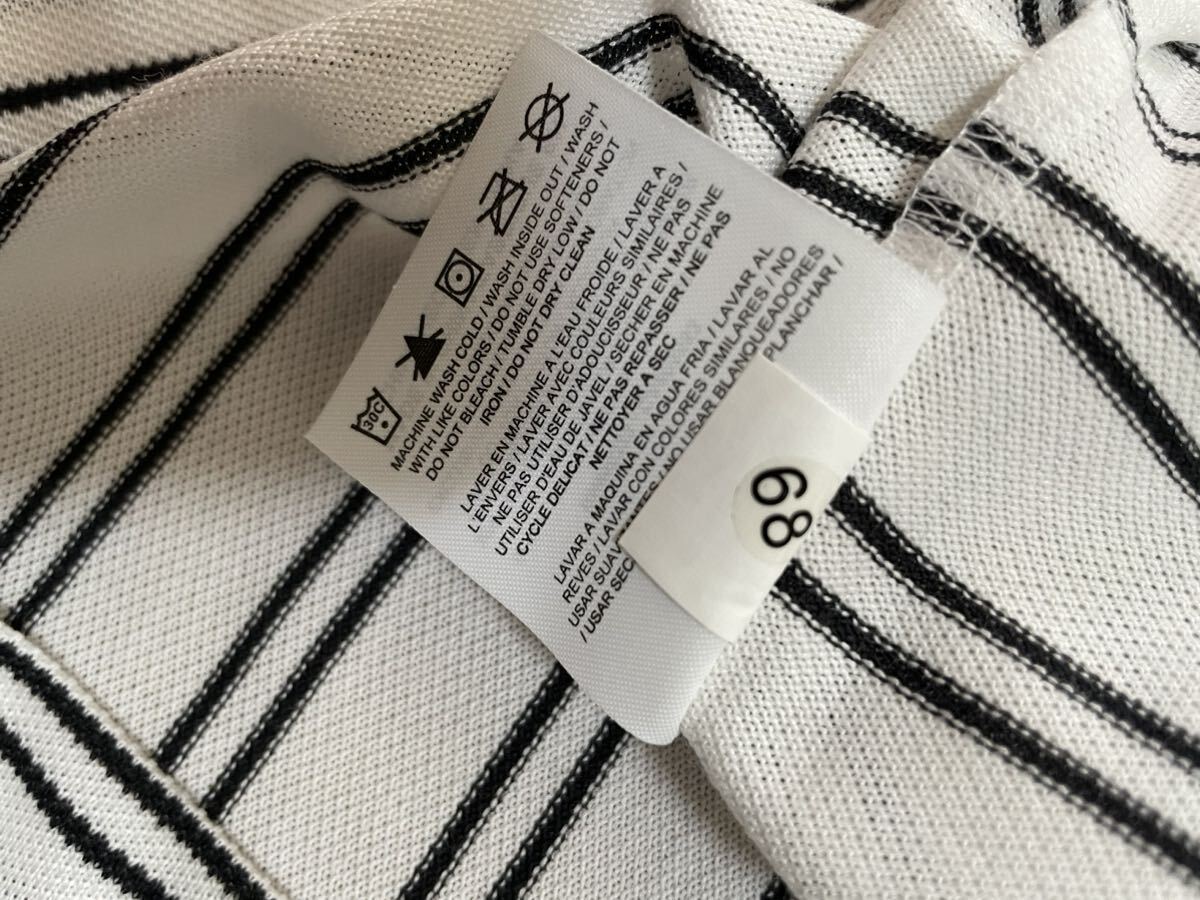 30C
MACHINE WASH COLD / WASH INSIDE OUT / WASH
WITH LIKE COLORS / DO NOT USE SOFTENERS /
DO NOT BLEACH / TUMBLE DRY LOW / DO NOT
IRON / DO NOT DRY CLEAN
LAVER EN MACHINE A L'EAU FROIDE / LAVER A
L'ENVERS / LAVER AVEC COULEURS SIMILAIRES /
NE PAS UTILISER D'ADOUCISSEUR / NE PAS
UTILISER D'EAU DE JAVEL / SECHER EN MACHINE
CYCLE DELICAT / NE PAS REPASSER / NE PAS
NETTOYER A SEC
LAVAR A MAQUINA EN AGUA FRIA / LAVAR AL
REVES / LAVAR CON COLORES SIMILARES / NO
USAR / NO USAR BLANQUEADORES
/ USAR PLANCHAR /
68